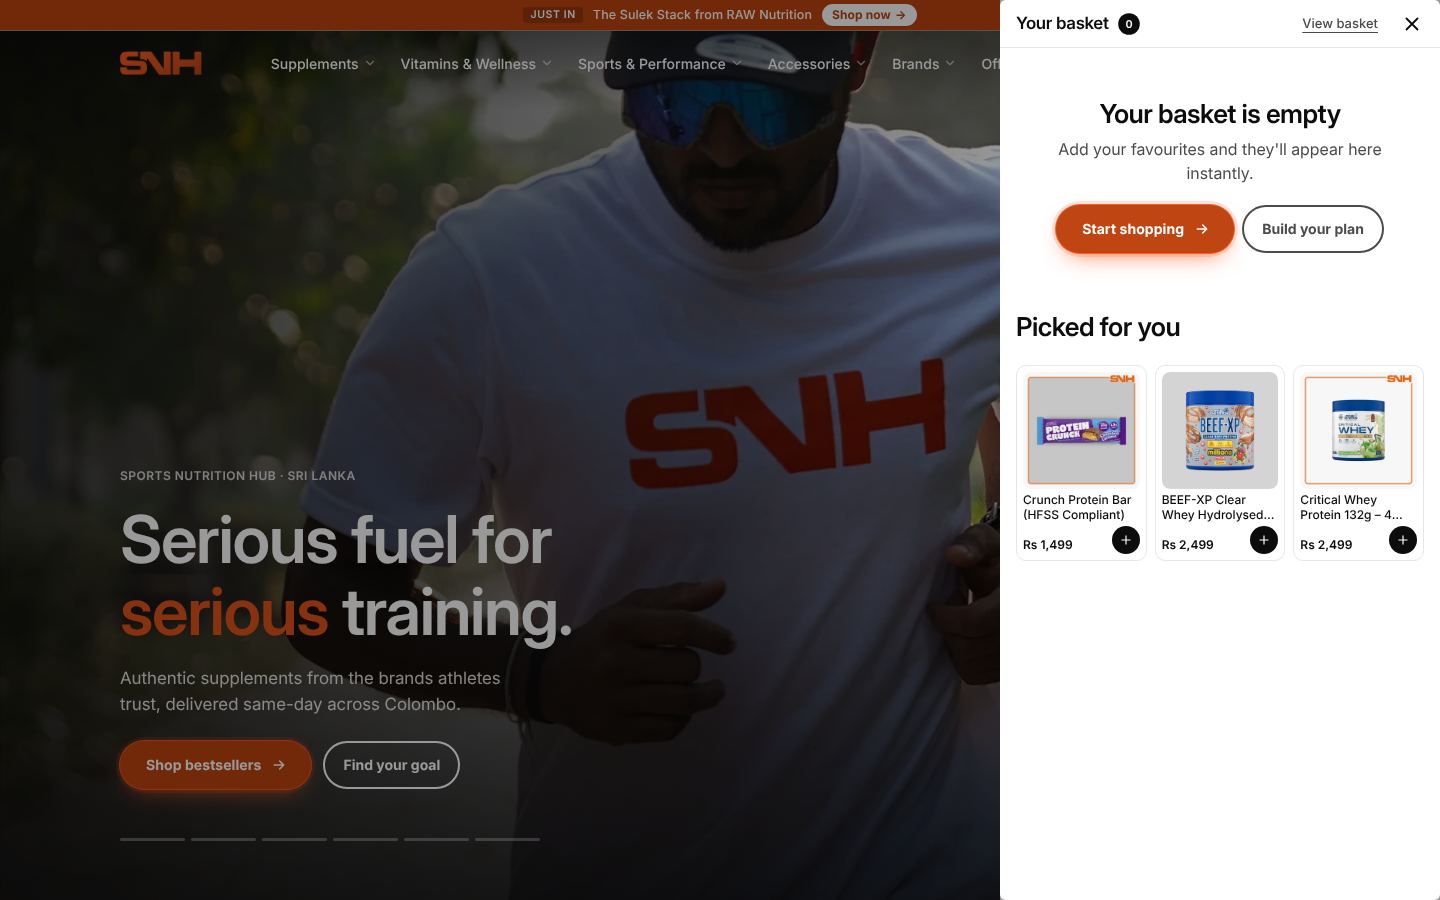 JUST IN The Sulek Stack from RAW Nutrition Shop now →
SNH
Supplements Vitamins & Wellness Sports & Performance Accessories Brands Off
SNH
SPORTS NUTRITION HUB · SRI LANKA
Serious fuel for
serious training.
Authentic supplements from the brands athletes
trust, delivered same-day across Colombo.
Shop bestsellers → Find your goal
Your basket 0 View basket
Your basket is empty
Add your favourites and they'll appear here
instantly.
Start shopping → Build your plan
Picked for you
SNH
PROTEIN
CRUNCH
BEEF-XP
millions
SNH
CRITICAL
WHEY
Crunch Protein Bar
(HFSS Compliant)
Rs 1,499
BEEF-XP Clear
Whey Hydrolysed...
Rs 2,499
Critical Whey
Protein 132g – 4...
Rs 2,499